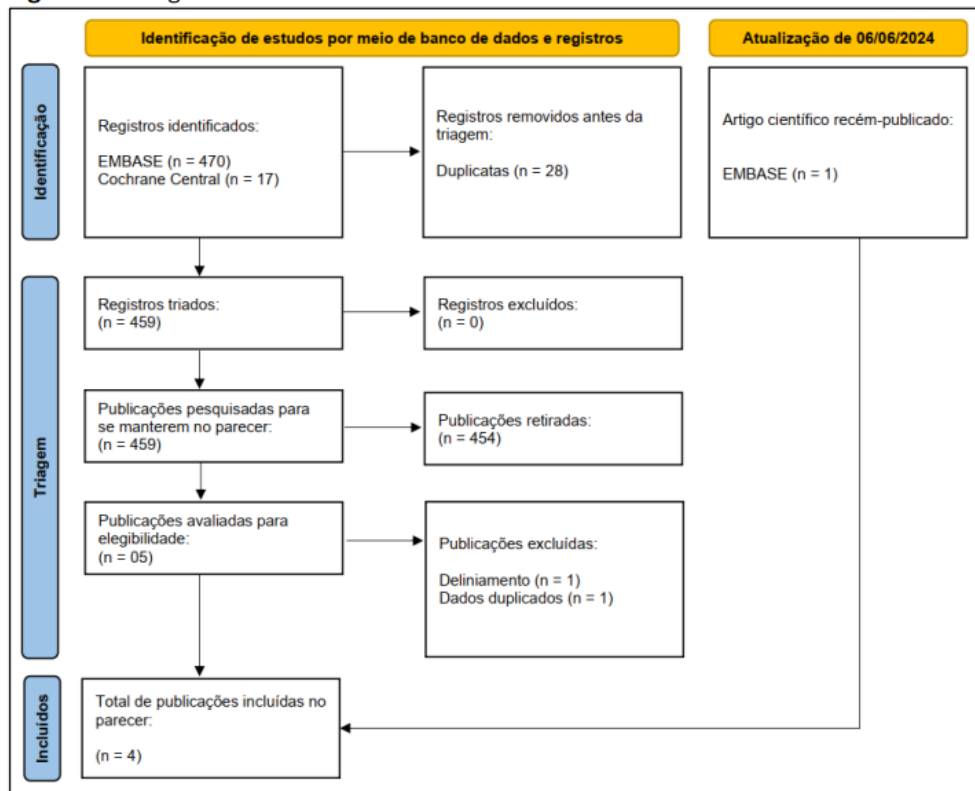 Identificação de estudos por meio de banco de dados e registros
Atualização de 06/06/2024
Identificação
Registros identificados:
EMBASE (n = 470)
Cochrane Central (n = 17)
Registros removidos antes da
triagem:
Duplicatas (n = 28)
Artigo científico recém-publicado:
EMBASE (n = 1)
Triagem
Registros triados:
(n = 459)
Registros excluídos:
(n = 0)
Publicações pesquisadas para
se manterem no parecer:
(n = 459)
Publicações retiradas:
(n = 454)
Publicações avaliadas para
elegibilidade:
(n = 05)
Publicações excluídas:
Deliniamento (n = 1)
Dados duplicados (n = 1)
Incluídos
Total de publicações incluídas no
parecer:
(n = 4)